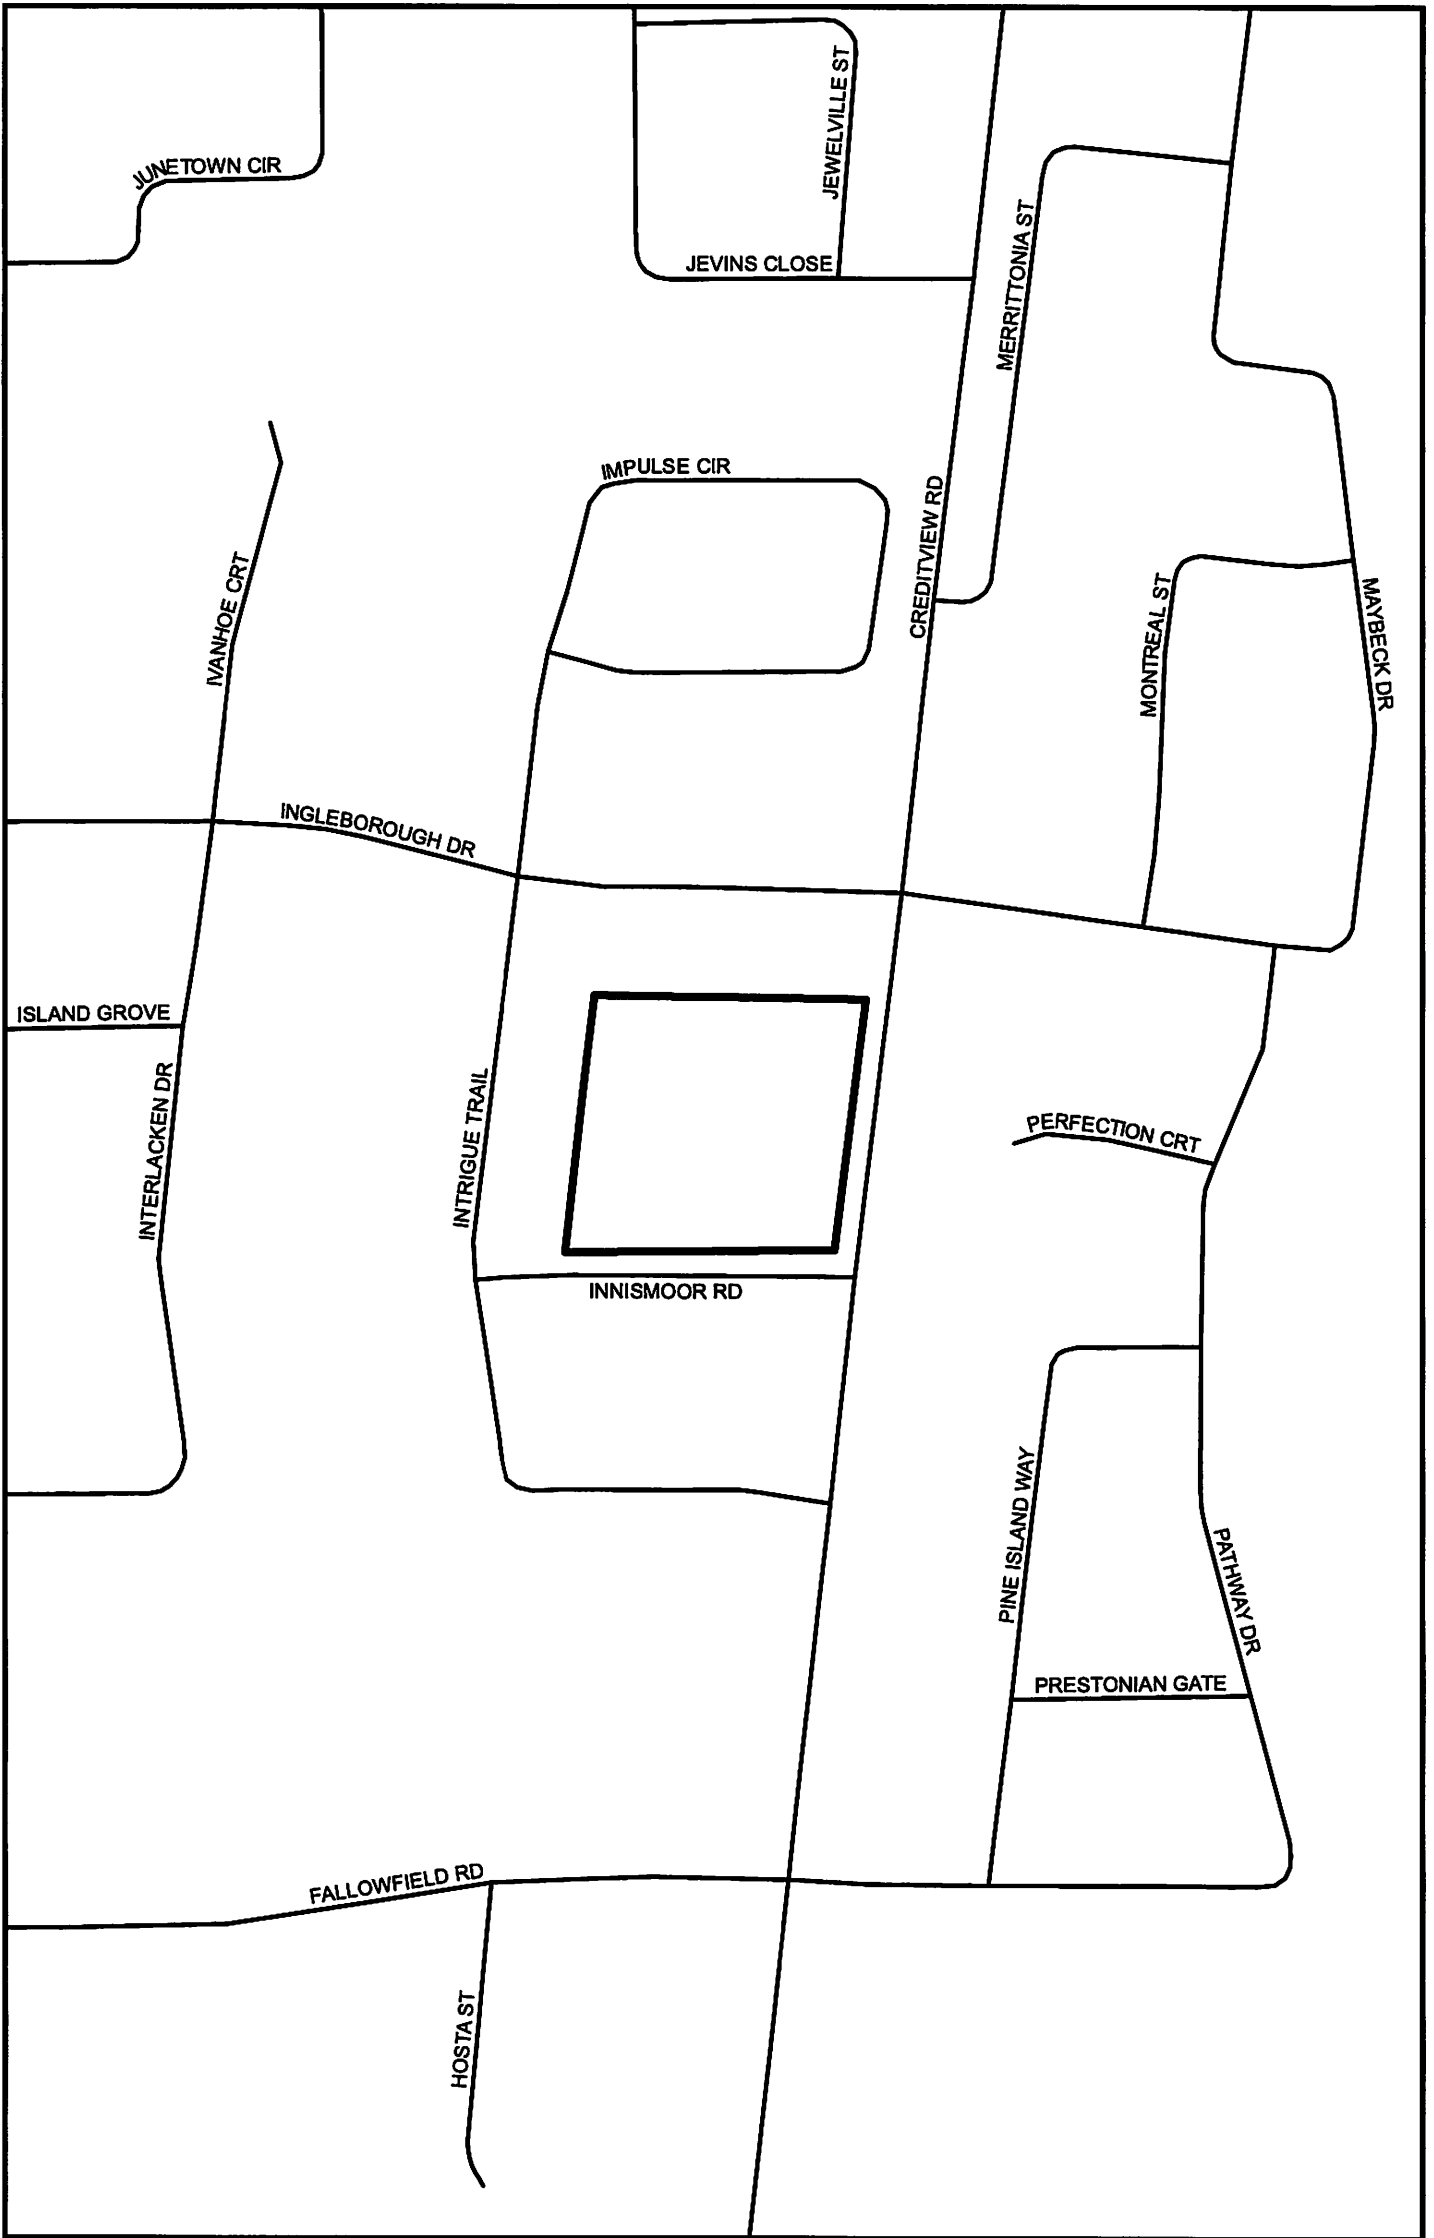 JEWELVILLE ST
JUNETOWN CIR
JEVINS CLOSE
MERRITTONIA ST
IMPULSE CIR
CREDITVIEW RD
IVANHOE CRT
MONTREAL ST
MAYBECK DR
INGLEBOROUGH DR
ISLAND GROVE
INTERLACKEN DR
INTRIGUE TRAIL
PERFECTION CRT
INNISMOOR RD
PINE ISLAND WAY
PATHWAY DR
PRESTONIAN GATE
FALLOWFIELD RD
HOSTA ST